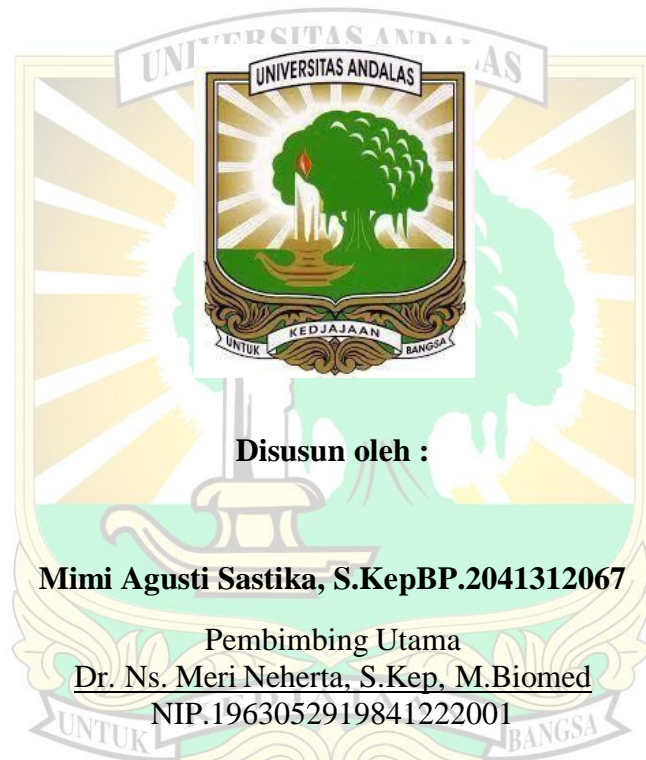 UNIVERSITAS ANDALAS
UNIVERSITAS ANDALAS
KEDJAJAAN
UNTUK BANGSA
Disusun oleh :
Mimi Agusti Sastika, S.KepBP.2041312067
Pembimbing Utama
Dr. Ns. Meri Neherta, S.Kep, M.Biomed
NIP.1963052919841222001
UNTUK BANGSA